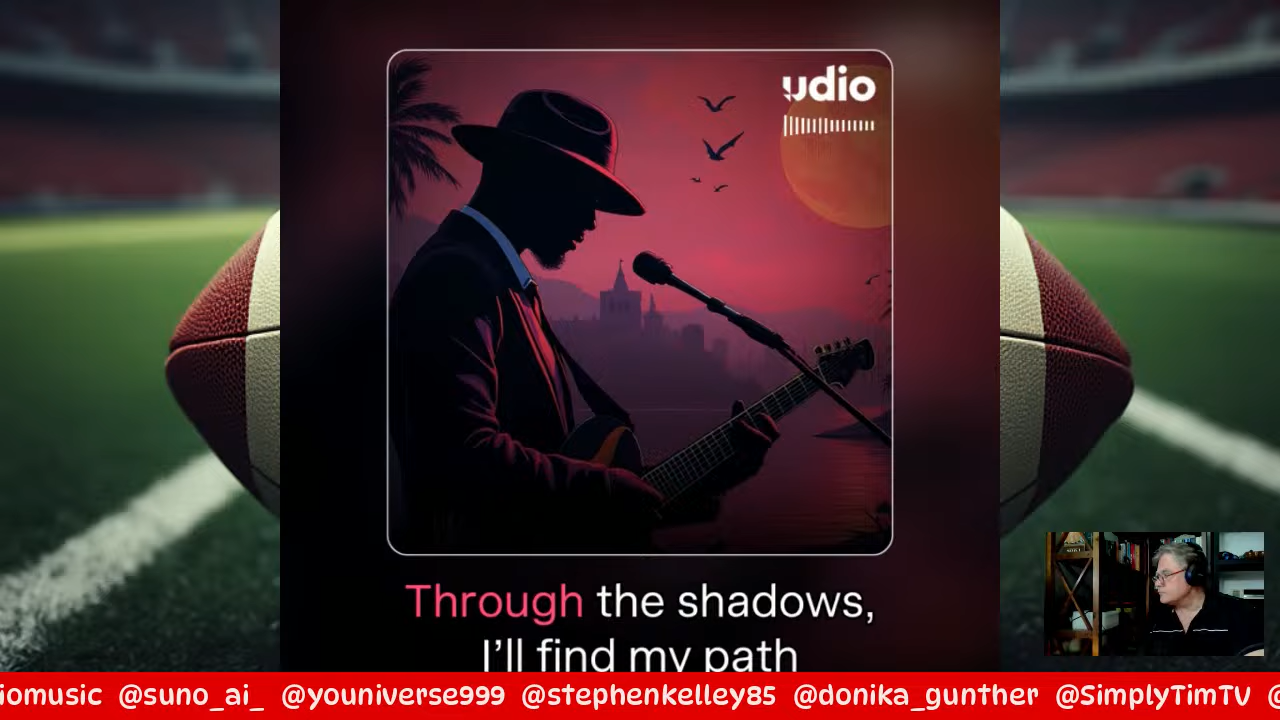 udio
Through the shadows,
I'll find my path
iomusic @suno_ai_ @youniverse999 @stephenkelley85 @donika_gunther @SimplyTimTV @